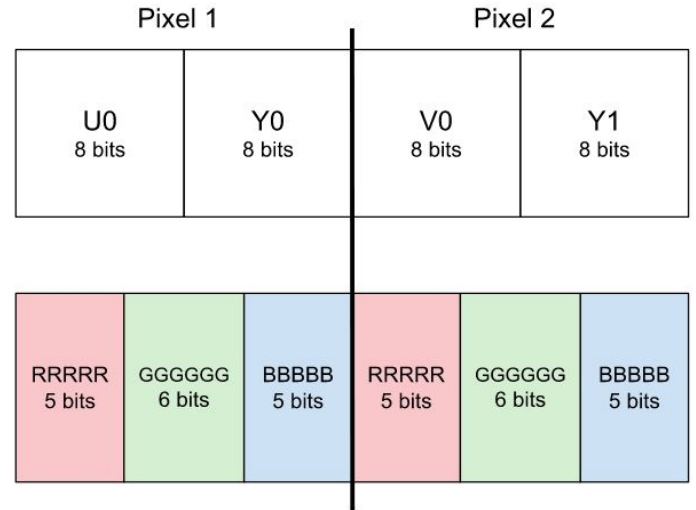 Pixel 1
Pixel 2
U0
8 bits
Y0
8 bits
V0
8 bits
Y1
8 bits
RRRRR
5 bits
GGGGGG
6 bits
BBBBB
5 bits
RRRRR
5 bits
GGGGGG
6 bits
BBBBB
5 bits